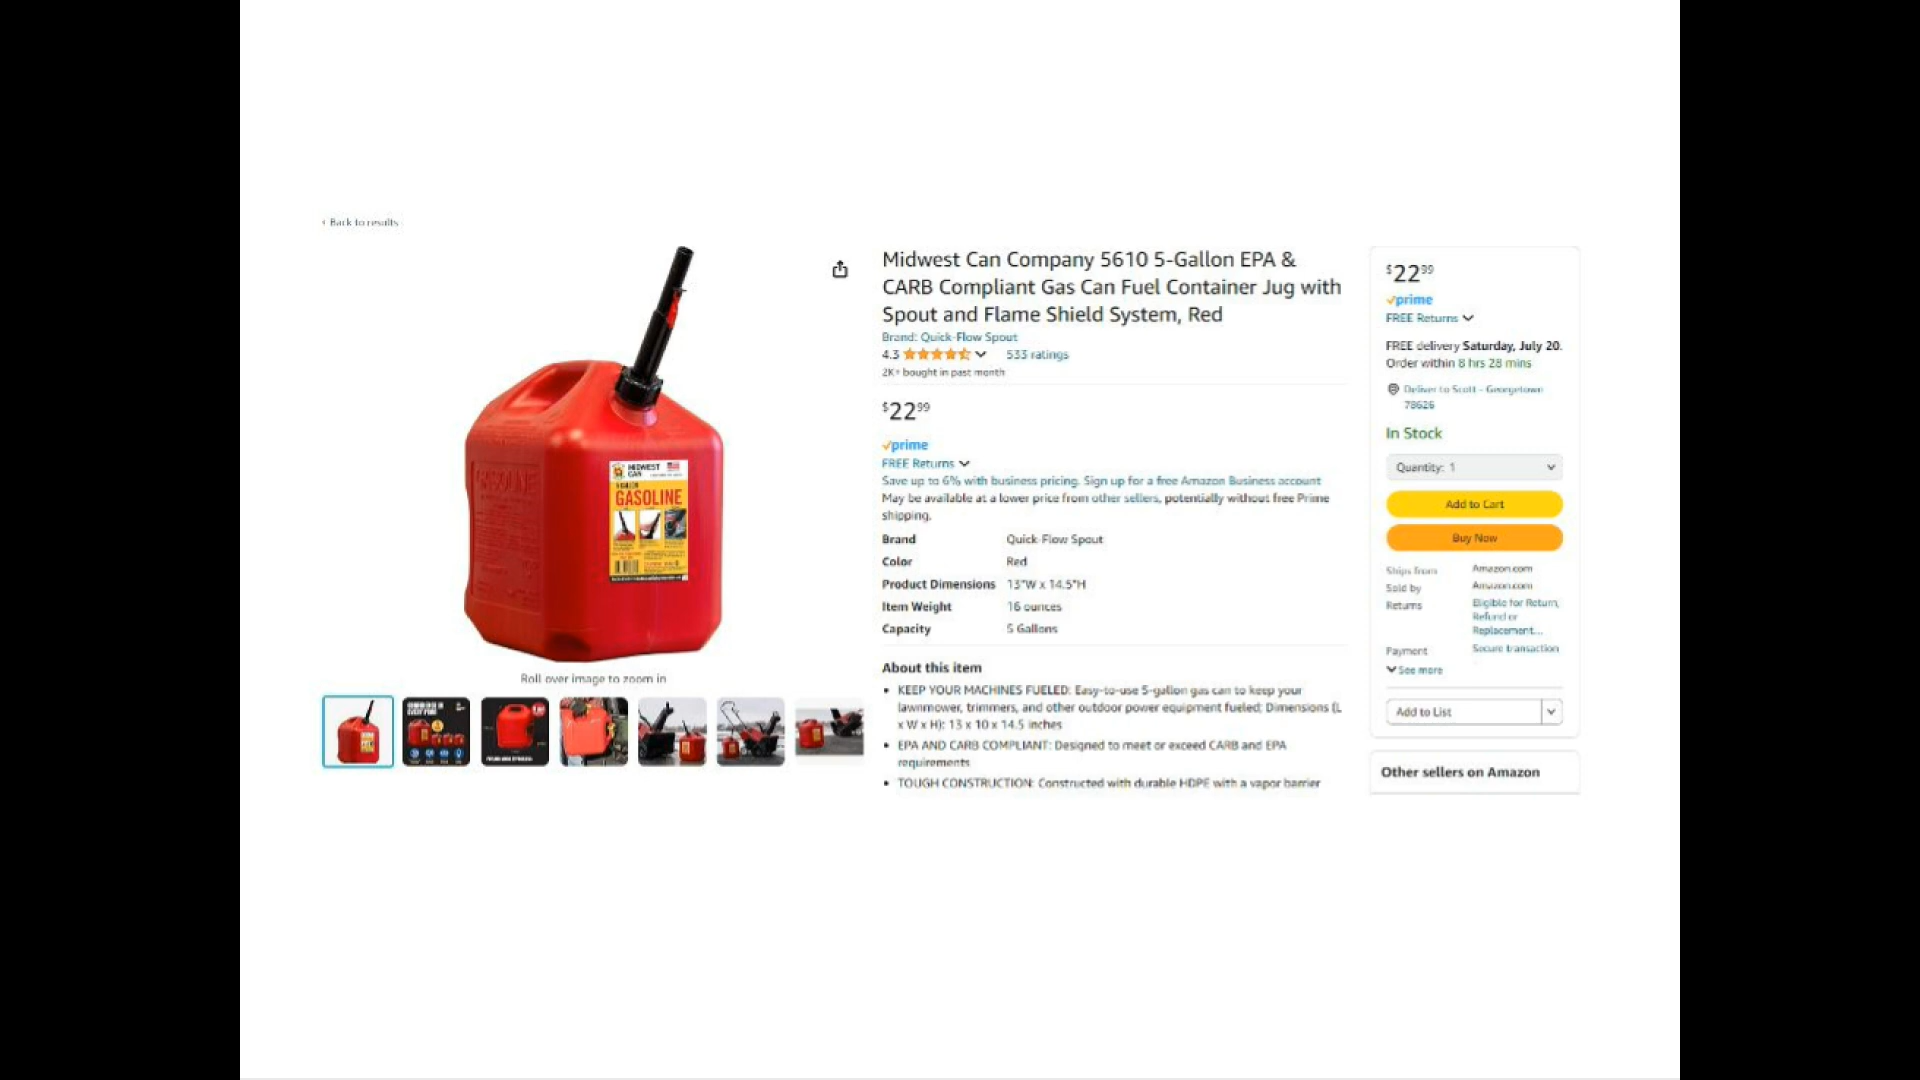 ‹ Back to results
Midwest Can Company 5610 5-Gallon EPA &
CARB Compliant Gas Can Fuel Container Jug with
Spout and Flame Shield System, Red
Brand: Quick-Flow Spout
4.3 533 ratings
2K+ bought in past month
$22 99
prime
FREE Returns
Save up to 6% with business pricing. Sign up for a free Amazon Business account
May be available at a lower price from other sellers, potentially without free Prime
shipping.
Brand Quick-Flow Spout
Color Red
Product Dimensions 13"W x 14.5"H
Item Weight 16 ounces
Capacity 5 Gallons
About this item
• KEEP YOUR MACHINES FUELED: Easy-to-use 5-gallon gas can to keep your
lawnmower, trimmers, and other outdoor power equipment fueled; Dimensions (L
x W x H): 13 x 10 x 14.5 inches
• EPA AND CARB COMPLIANT: Designed to meet or exceed CARB and EPA
requirements
• TOUGH CONSTRUCTION: Constructed with durable HDPE with a vapor barrier
MIDWEST
CAN
5 GALLON
GASOLINE
GASOLINE
Roll over image to zoom in
$22 99
prime
FREE Returns
FREE delivery Saturday, July 20.
Order within 8 hrs 28 mins
Deliver to Scott - Georgetown
78626
In Stock
Quantity: 1
Add to Cart
Buy Now
Ships from Amazon.com
Sold by Amazon.com
Returns Eligible for Return,
Refund or
Replacement...
Payment Secure transaction
See more
Add to List
Other sellers on Amazon